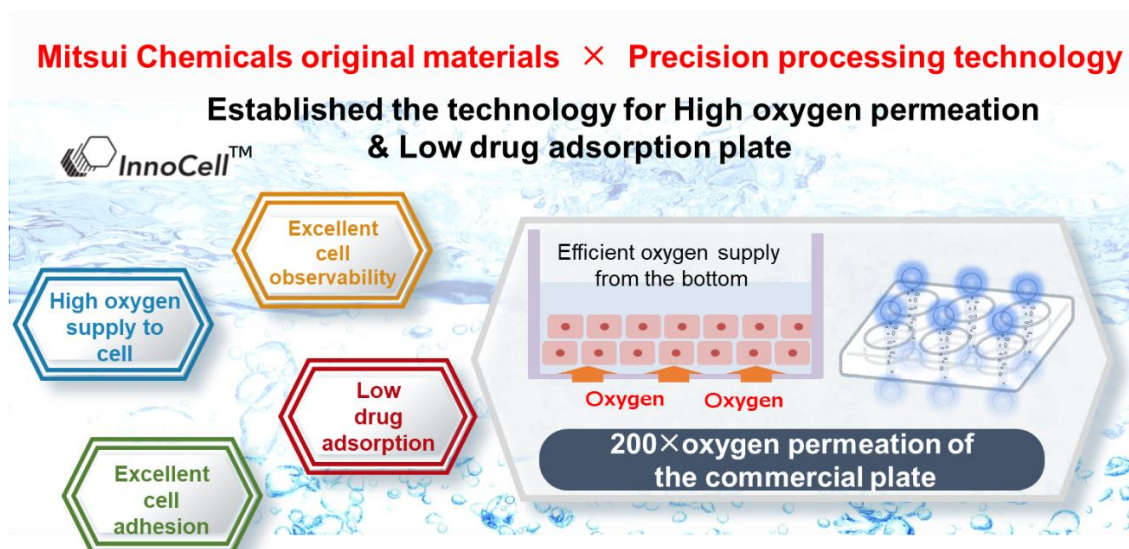 Mitsui Chemicals original materials × Precision processing technology
Established the technology for High oxygen permeation
& Low drug adsorption plate
InnoCell™
Excellent
cell
observability
High oxygen
supply to
cell
Low
drug
adsorption
Excellent
cell
adhesion
Efficient oxygen supply
from the bottom
Oxygen Oxygen
200×oxygen permeation of
the commercial plate